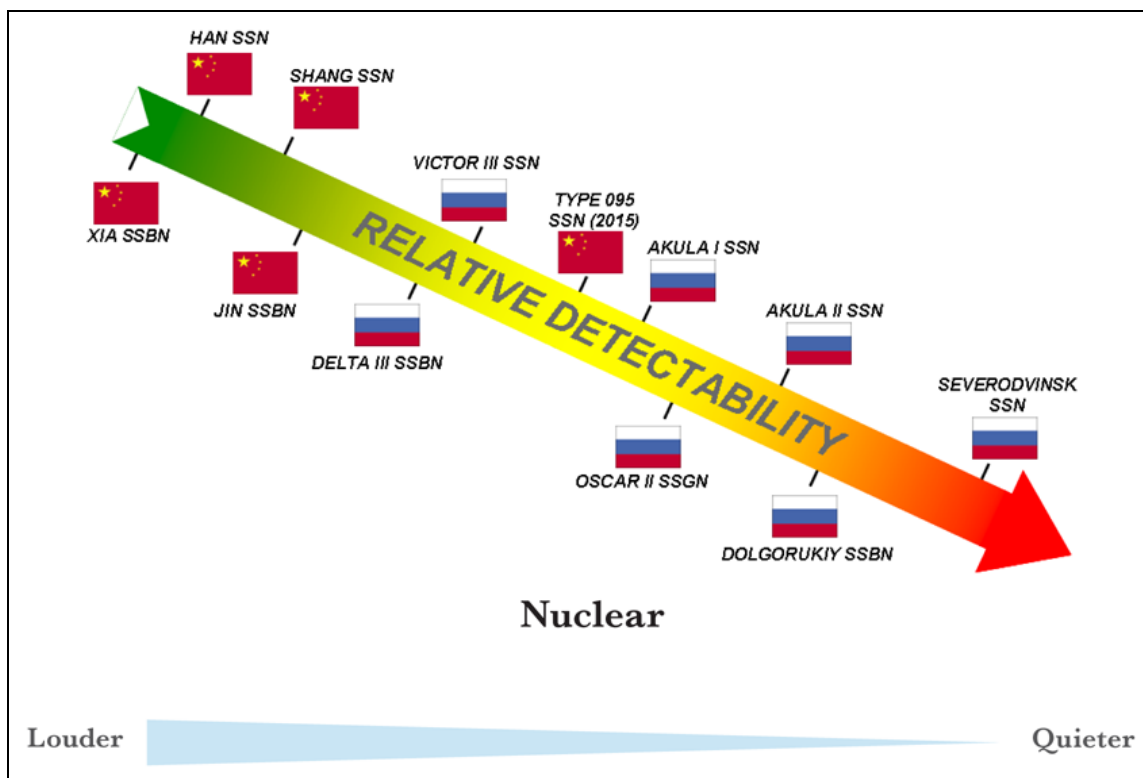 HAN SSN
SHANG SSN
XIA SSBN
JIN SSBN
VICTOR III SSN
DELTA III SSBN
TYPE 095
SSN (2015)
AKULA I SSN
OSCAR II SSGN
AKULA II SSN
DOLGORUKIY SSBN
SEVERODVINSK
SSN
RELATIVE DETECTABILITY
Nuclear
Louder
Quieter